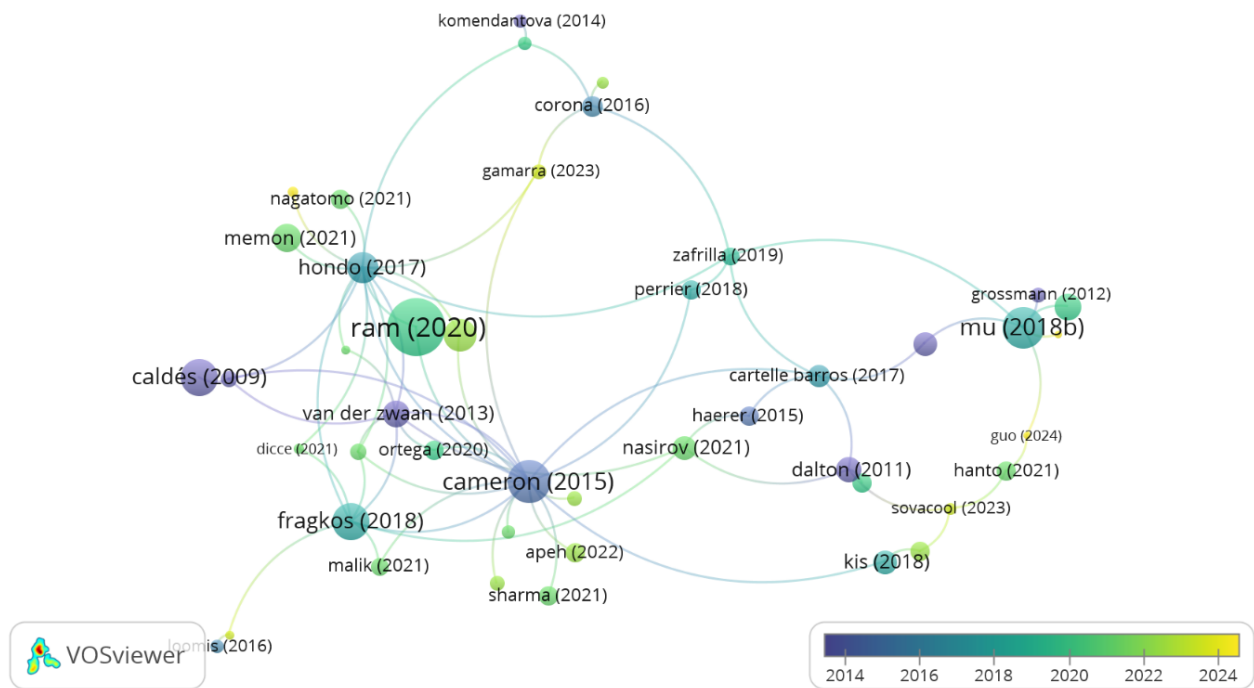 komendantova (2014)
corona (2016)
gamarra (2023)
nagatomo (2021)
memon (2021)
hondo (2017)
zafrilla (2019)
perrier (2018)
grossmann (2012)
ram (2020)
mu (2018b)
caldés (2009)
cartelle barros (2017)
van der zwaan (2013)
haerer (2015)
guo (2024)
dicce (2021)
ortega (2020)
nasirov (2021)
dalton (2011)
hanto (2021)
cameron (2015)
sovacool (2023)
fragkos (2018)
apeh (2022)
kis (2018)
malik (2021)
sharma (2021)
loomis (2016)
VOSviewer
2014 2016 2018 2020 2022 2024